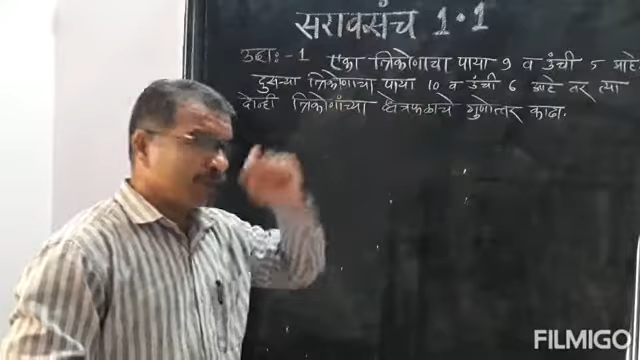 सरावसंच 1.1
उदा:-1 एका त्रिकोणाचा पाया 9 व उंची 5 आहे.
दुसऱ्या त्रिकोणाचा पाया 10 व उंची 6 आहे तर त्या
दोन्ही त्रिकोणांच्या क्षेत्रफळाचे गुणोत्तर काढा.
FILMIGO